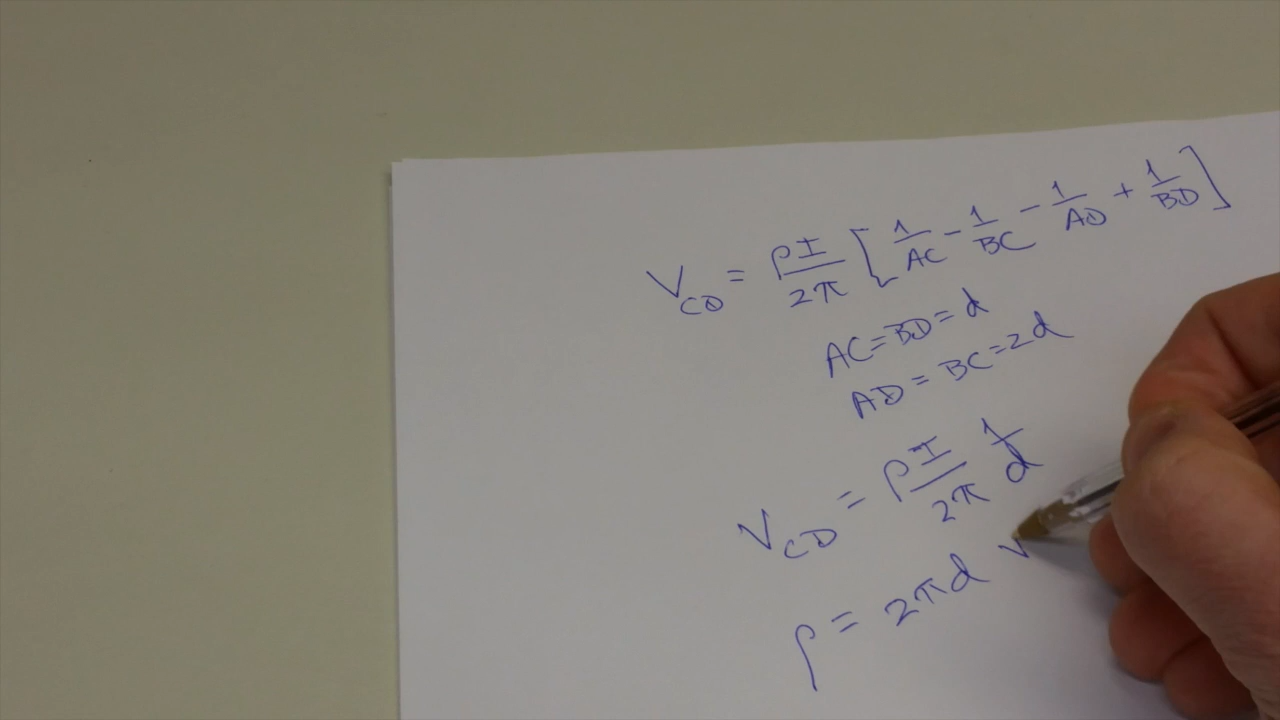 V_CD = ρI/2π [1/AC - 1/BC - 1/AD + 1/BD]
AC = BD = d
AD = BC = 2d
V_CD = ρI/2π 1/d
ρ = 2πd V